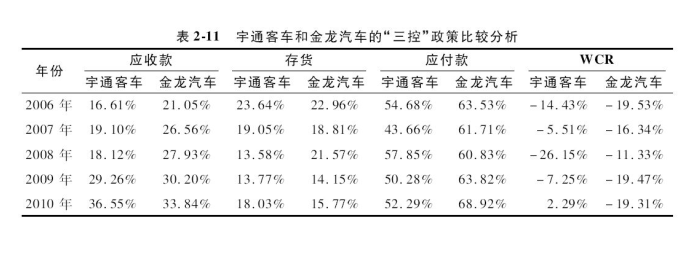 表 2-11 宇通客车和金龙汽车的“三控”政策比较分析
年份 应收款 存货 应付款 WCR
宇通客车 金龙汽车 宇通客车 金龙汽车 宇通客车 金龙汽车 宇通客车 金龙汽车
2006 年 16.61% 21.05% 23.64% 22.96% 54.68% 63.53% -14.43% -19.53%
2007 年 19.10% 26.56% 19.05% 18.81% 43.66% 61.71% -5.51% -16.34%
2008 年 18.12% 27.93% 13.58% 21.57% 57.85% 60.83% -26.15% -11.33%
2009 年 29.26% 30.20% 13.77% 14.15% 50.28% 63.82% -7.25% -19.47%
2010 年 36.55% 33.84% 18.03% 15.77% 52.29% 68.92% 2.29% -19.31%